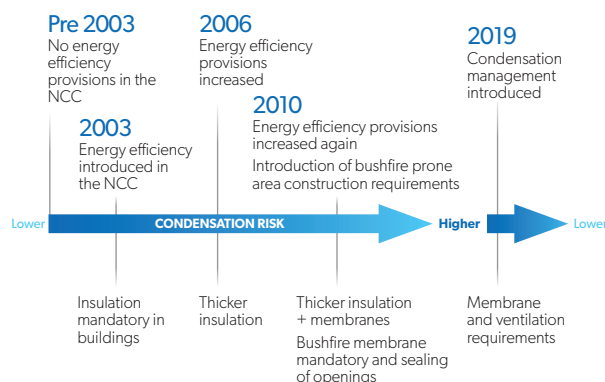 Pre 2003
No energy
efficiency
provisions in the
NCC
2003
Energy efficiency
introduced in
the NCC
2006
Energy efficiency
provisions
increased
2010
Energy efficiency provisions
increased again
Introduction of bushfire prone
area construction requirements
2019
Condensation
management
introduced
Lower
CONDENSATION RISK
Higher
Lower
Insulation
mandatory in
buildings
Thicker
insulation
Thicker insulation
+ membranes
Bushfire membrane
mandatory and sealing
of openings
Membrane
and ventilation
requirements